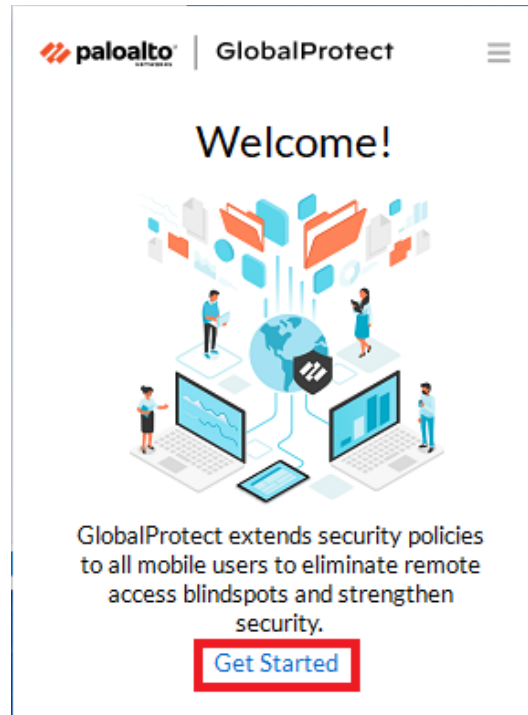 paloalto | GlobalProtect
NETWORKS
Welcome!
GlobalProtect extends security policies
to all mobile users to eliminate remote
access blindspots and strengthen
security.
Get Started